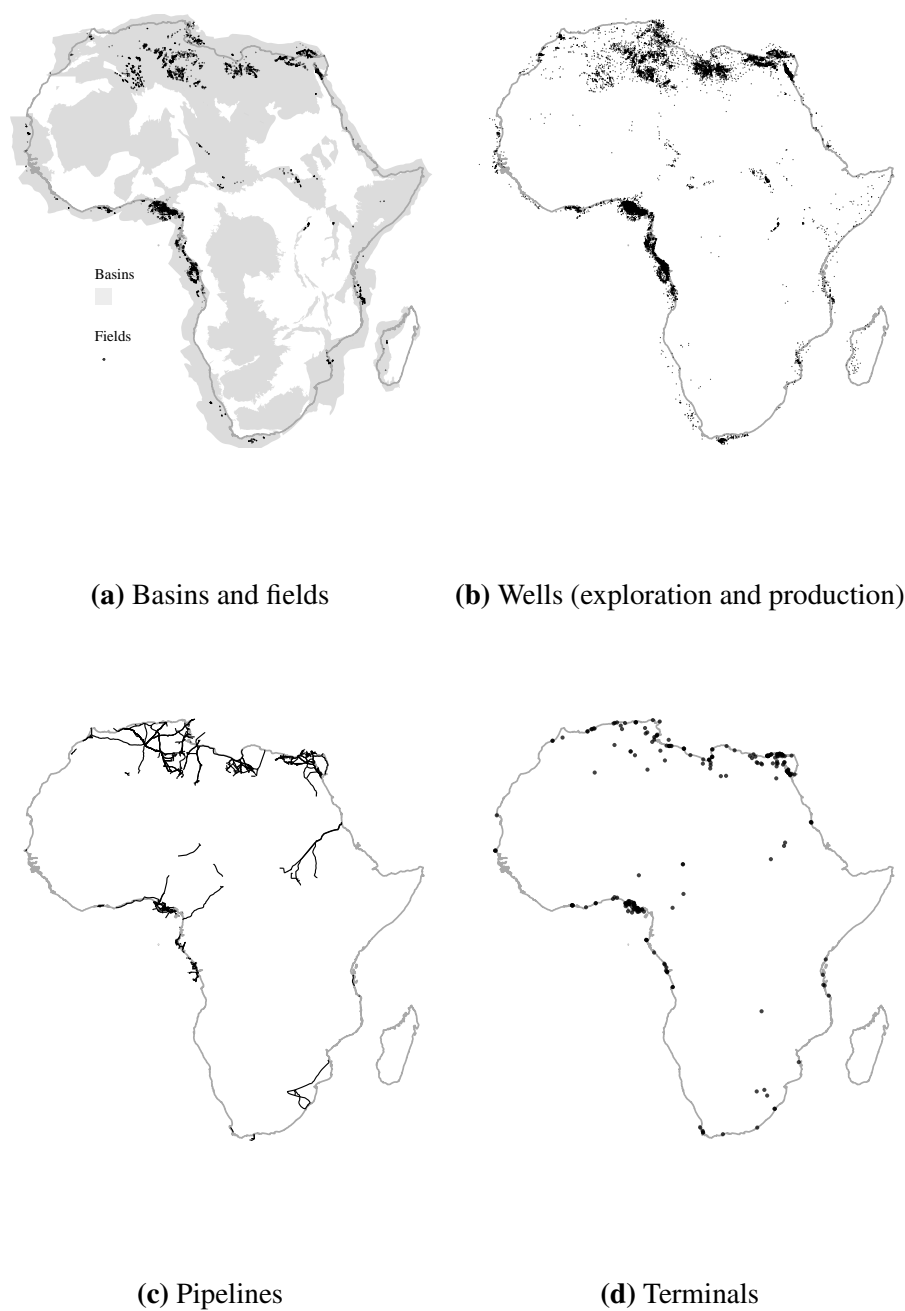 Basins
Fields
(a) Basins and fields
(b) Wells (exploration and production)
(c) Pipelines
(d) Terminals